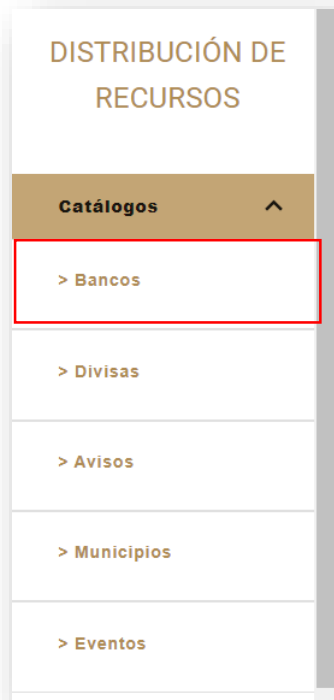 DISTRIBUCIÓN DE
RECURSOS
Catálogos
> Bancos
> Divisas
> Avisos
> Municipios
> Eventos